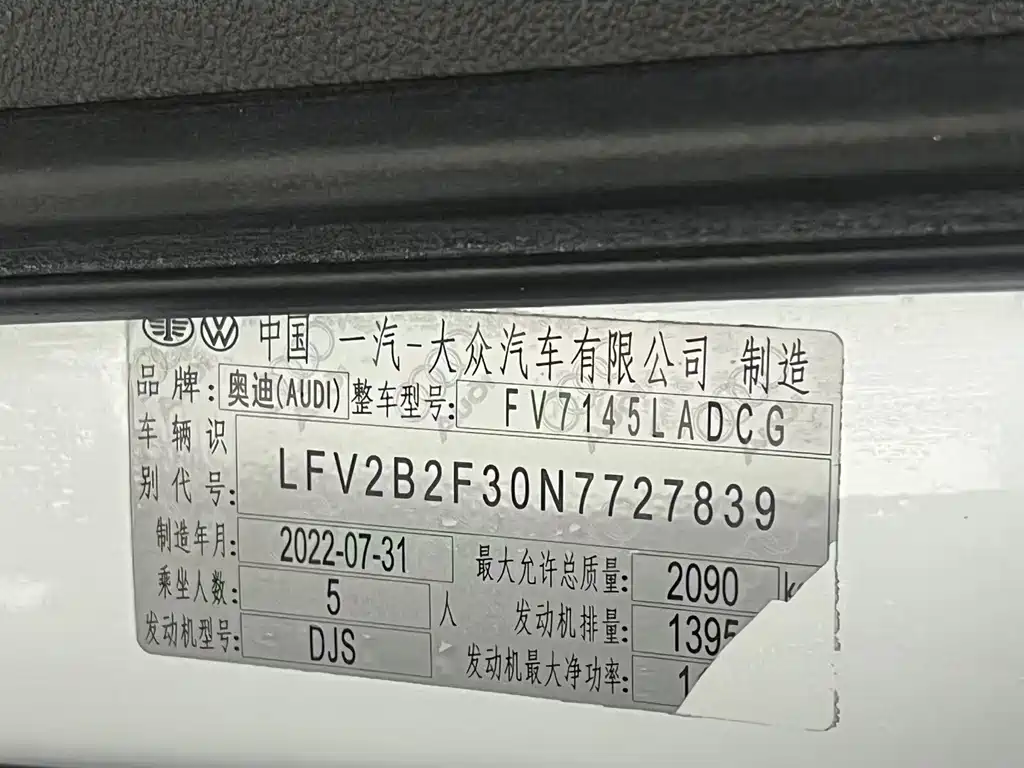 中国 一汽-大众汽车有限公司 制造
品牌: 奥迪(AUDI) 整车型号: FV7145LADCG
车辆识别代号: LFV2B2F30N7727839
制造年月: 2022-07-31 最大允许总质量: 2090 k
乘坐人数: 5 人 发动机排量: 1395
发动机型号: DJS 发动机最大净功率: 1